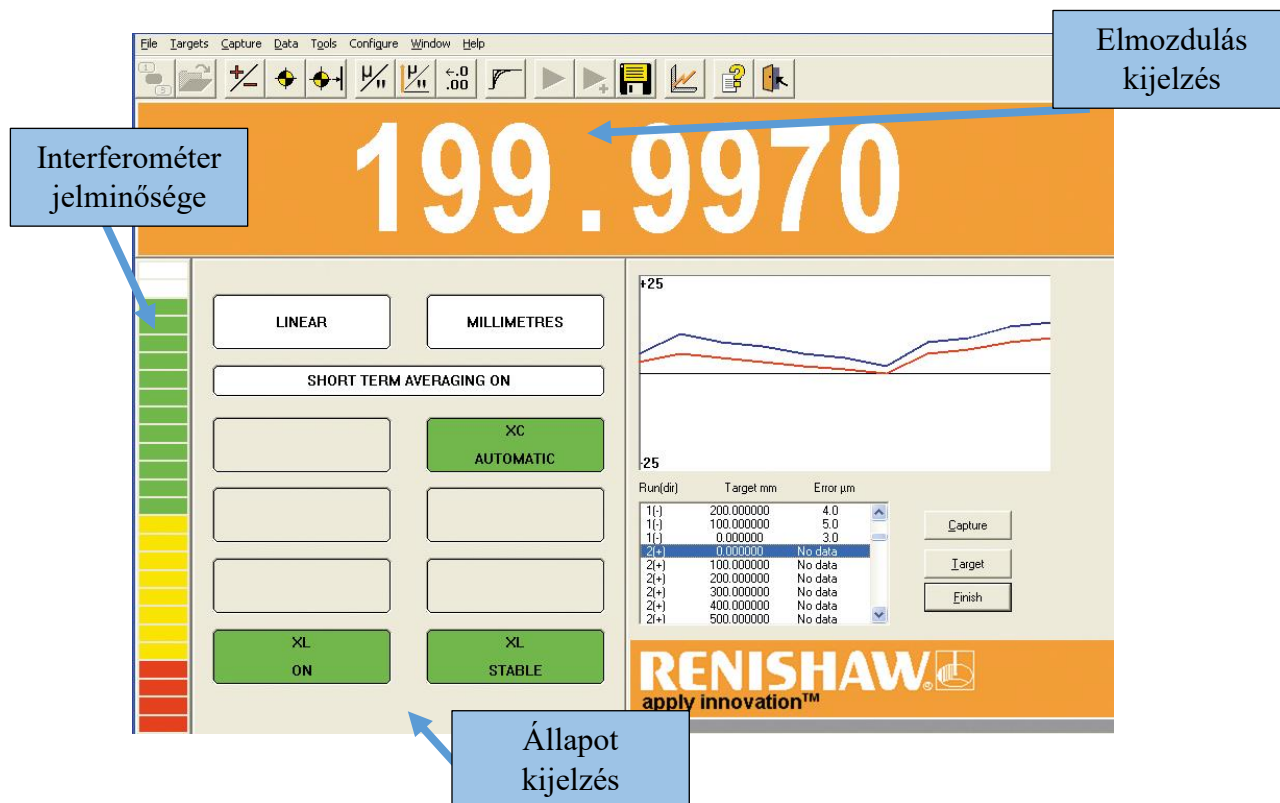 Elmozdulás
kijelzés
File Targets Capture Data Tools Configure Window Help
Interferométer
jelminősége
199.9970
LINEAR
MILLIMETRES
SHORT TERM AVERAGING ON
XC
AUTOMATIC
XL
ON
XL
STABLE
+25
-25
Run(dir) Target mm Error µm
1(-) 200.000000 4.0
1(-) 100.000000 5.0
1(-) 0.000000 3.0
2(+) 0.000000 No data
2(+) 100.000000 No data
2(+) 200.000000 No data
2(+) 300.000000 No data
2(+) 400.000000 No data
2(+) 500.000000 No data
Capture
Target
Finish
RENISHAW®
apply innovation™
Állapot
kijelzés